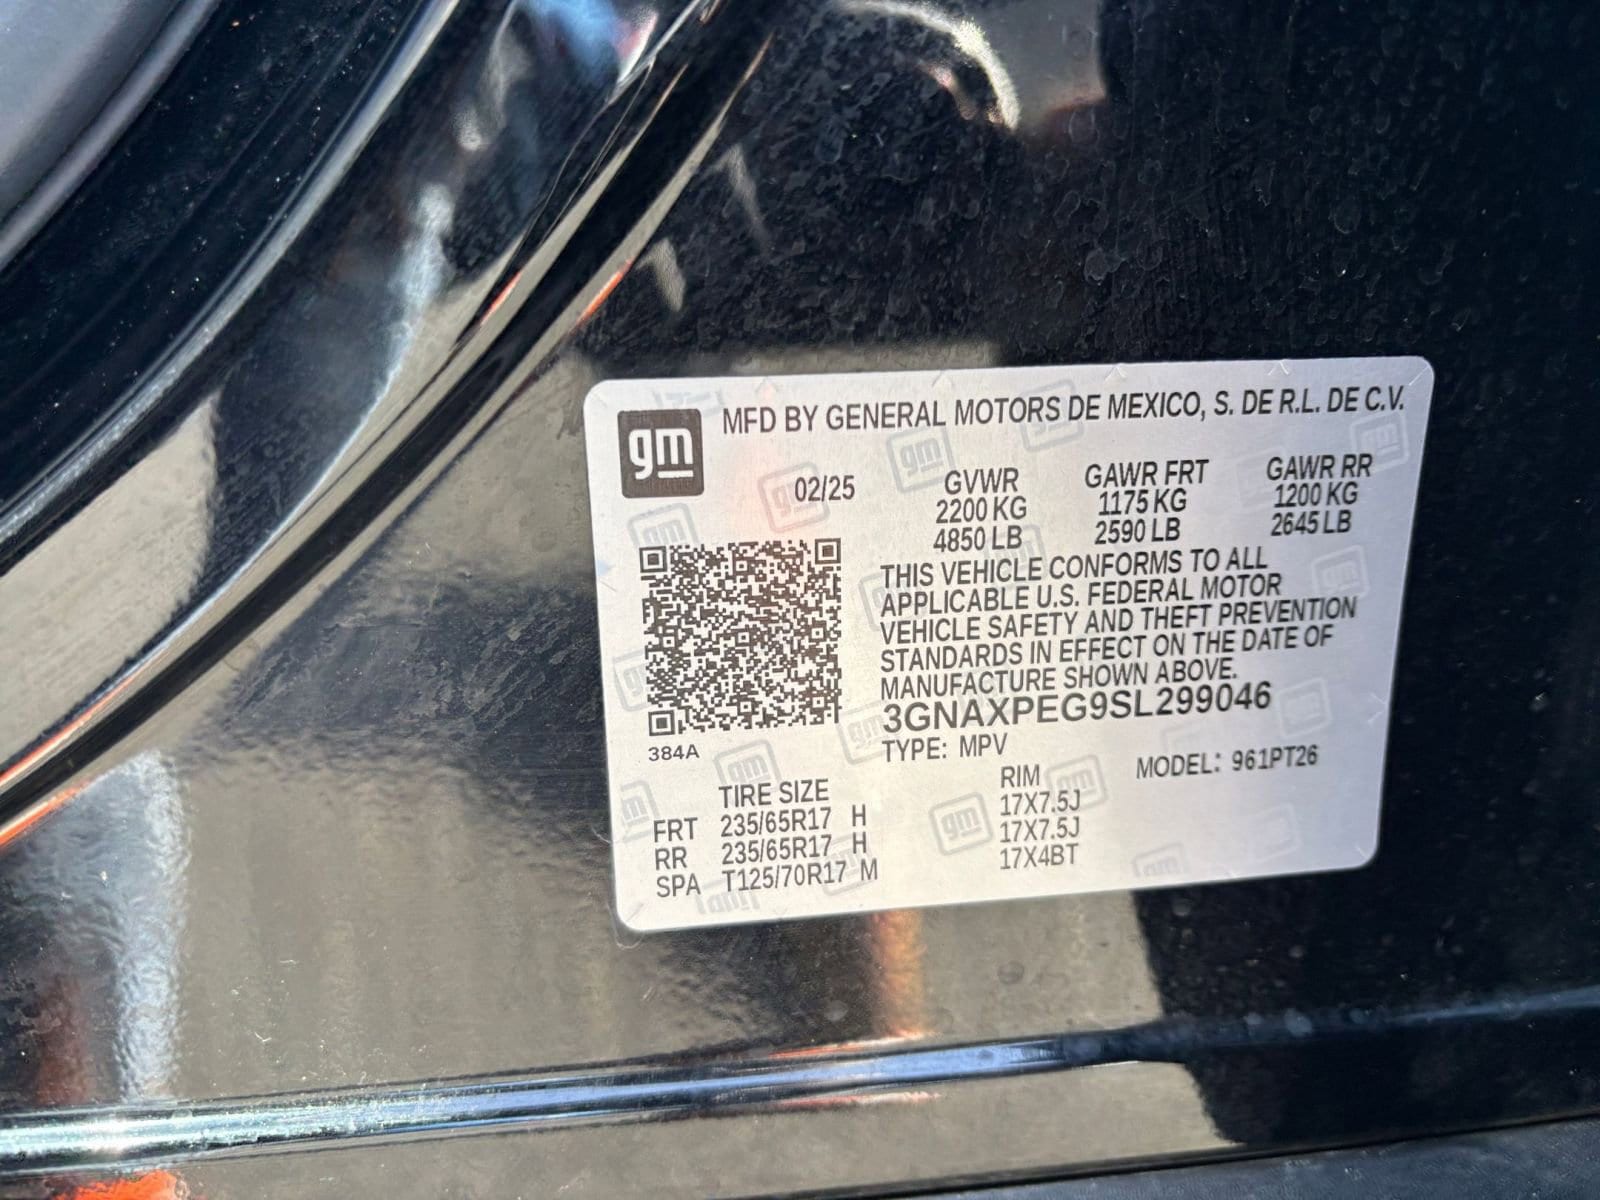 gm
MFD BY GENERAL MOTORS DE MEXICO, S. DE R.L. DE C.V.
02/25 GVWR GAWR FRT GAWR RR
2200 KG 1175 KG 1200 KG
4850 LB 2590 LB 2645 LB
THIS VEHICLE CONFORMS TO ALL
APPLICABLE U.S. FEDERAL MOTOR
VEHICLE SAFETY AND THEFT PREVENTION
STANDARDS IN EFFECT ON THE DATE OF
MANUFACTURE SHOWN ABOVE.
3GNAXPEG9SL299046
384A
TYPE: MPV MODEL: 961PT26
TIRE SIZE RIM
FRT 235/65R17 H 17X7.5J
RR 235/65R17 H 17X7.5J
SPA T125/70R17 M 17X4BT